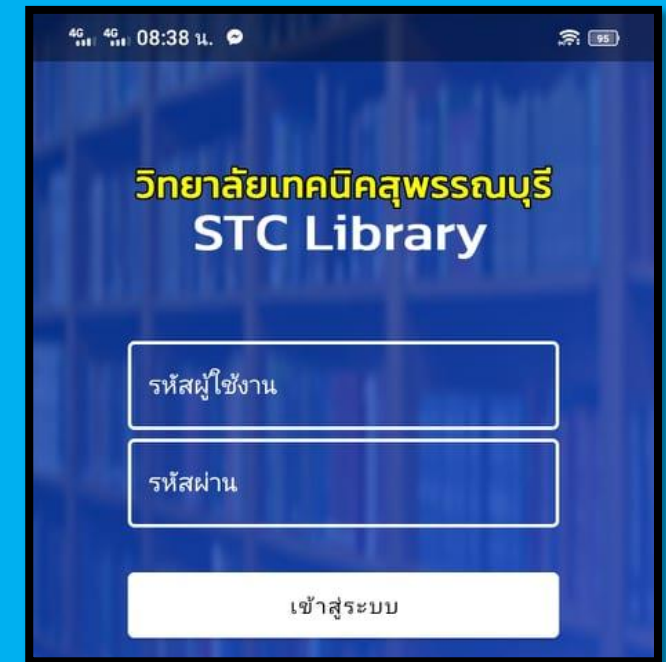 4G 4G 08:38 น. 95
วิทยาลัยเทคนิคสุพรรณบุรี
STC Library
รหัสผู้ใช้งาน
รหัสผ่าน
เข้าสู่ระบบ